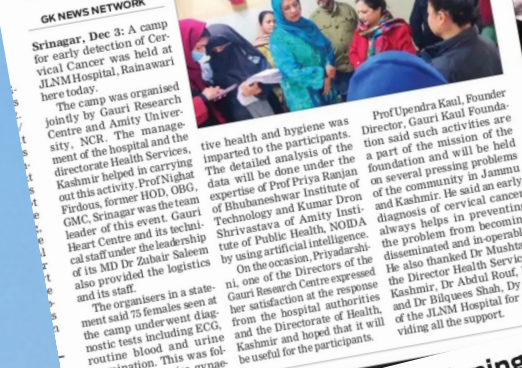 GK NEWS NETWORK
Srinagar, Dec 3: A camp
for early detection of Cer-
vical Cancer was held at
JLNM Hospital, Rainawari
here today.
The camp was organised
jointly by Gauri Research
Centre and Amity Univer-
sity, NCR. The manage-
ment of the hospital and the
directorate Health Services,
Kashmir helped in carrying
out this activity. Prof Nighat
Firdous, former HOD, OBG,
GMC, Srinagar was the team
leader of this event. Gauri
Heart Centre and its techni-
cal staff under the leadership
of its MD Dr Zubair Saleem
also provided the logistics
and its staff.
The organisers in a state-
ment said 75 females seen at
the camp underwent diag-
nostic tests including ECG,
routine blood and urine
This was fol-
gynae-
tive health and hygiene was
imparted to the participants.
The detailed analysis of the
data will be done under the
expertise of Prof Priya Ranjan
of Bhubaneshwar Institute of
Technology and Kumar Dron
Shrivastava of Amity Insti-
tute of Public Health, NOIDA
by using artificial intelligence.
On the occasion, Priyadarshi-
ni, one of the Directors of the
Gauri Research Centre expressed
her satisfaction at the response
from the hospital authorities
and the Directorate of Health,
Kashmir and hoped that it will
be useful for the participants.
Prof Upendra Kaul, Founder
Director, Gauri Kaul Founda-
tion said such activities are
a part of the mission of the
foundation and will be held
on several pressing problems
of the community in Jammu
and Kashmir. He said an early
diagnosis of cervical cancer
always helps in preventin
the problem from becomin
disseminated and in-operabl
He also thanked Dr Mushta
the Director Health Servic
Kashmir, Dr Abdul Rouf,
and Dr Bilquees Shah, Dy
of the JLNM Hospital for
viding all the support.